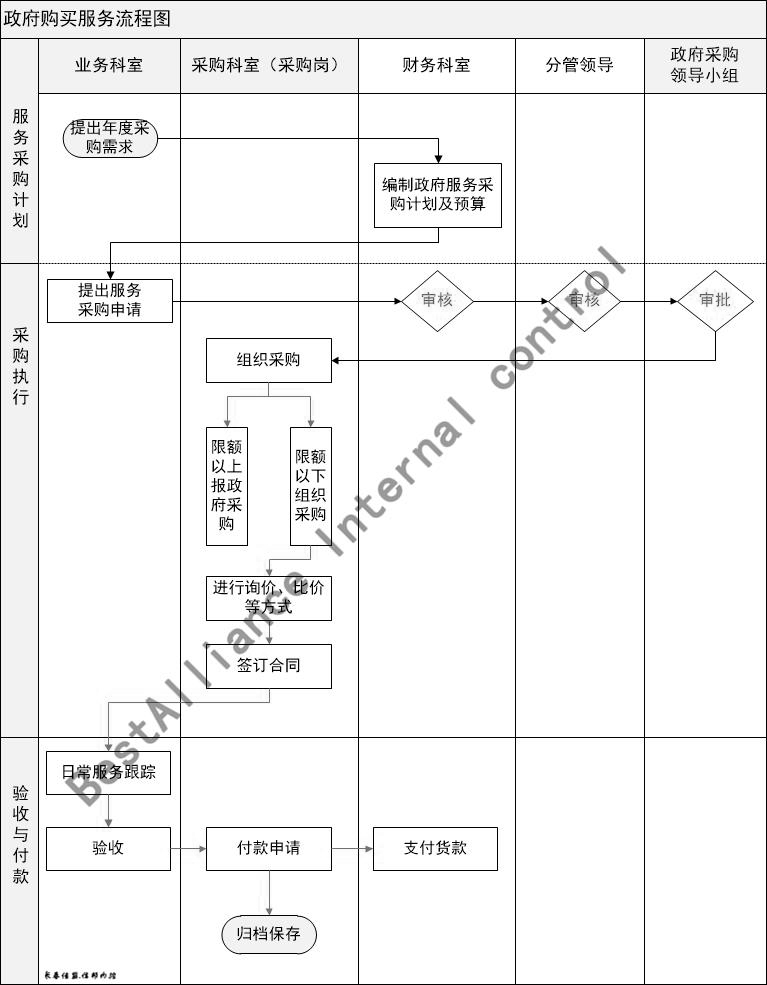 政府购买服务流程图
业务科室
采购科室（采购岗）
财务科室
分管领导
政府采购
领导小组
服务采购计划
提出年度采
购需求
编制政府服务采
购计划及预算
采购执行
提出服务
采购申请
审核
审核
审批
组织采购
限额
以上
报政
府采
购
限额
以下
组织
采购
进行询价、比价
等方式
签订合同
验收与付款
日常服务跟踪
验收
付款申请
支付货款
归档保存
BestAlliance Internal control